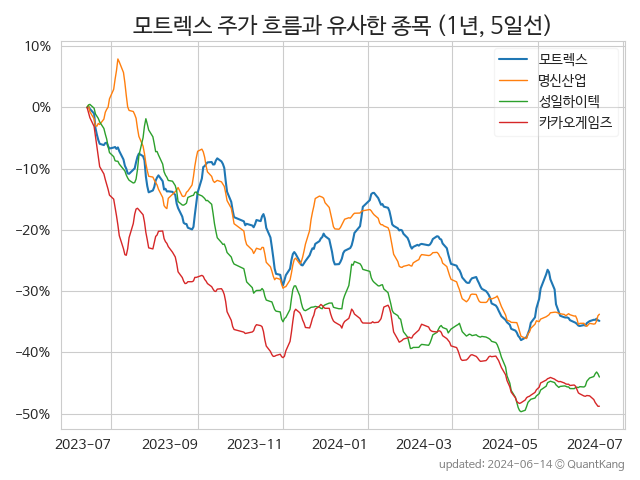 모트렉스 주가 흐름과 유사한 종목 (1년, 5일선)
10%
0%
−10%
−20%
−30%
−40%
−50%
모트렉스
명신산업
성일하이텍
카카오게임즈
2023-07
2023-09
2023-11
2024-01
2024-03
2024-05
2024-07
updated: 2024-06-14 © QuantKang